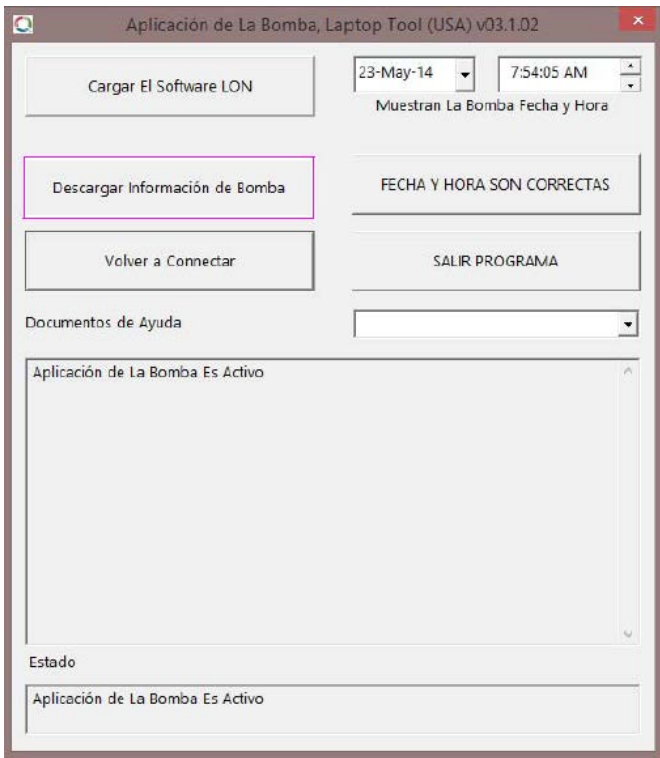 Aplicación de La Bomba, Laptop Tool (USA) v03.1.02
Cargar El Software LON
23-May-14
7:54:05 AM
Muestran La Bomba Fecha y Hora
Descargar Información de Bomba
FECHA Y HORA SON CORRECTAS
Volver a Connectar
SALIR PROGRAMA
Documentos de Ayuda
Aplicación de La Bomba Es Activo
Estado
Aplicación de La Bomba Es Activo